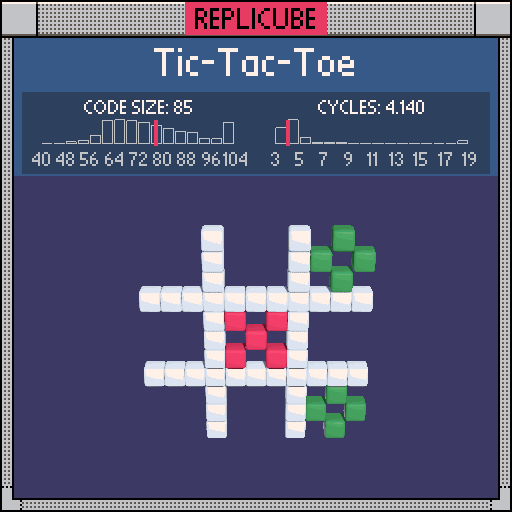 REPLICUBE
Tic-Tac-Toe
CODE SIZE: 85 CYCLES: 4.140
40 48 56 64 72 80 88 96 104 3 5 7 9 11 13 15 17 19